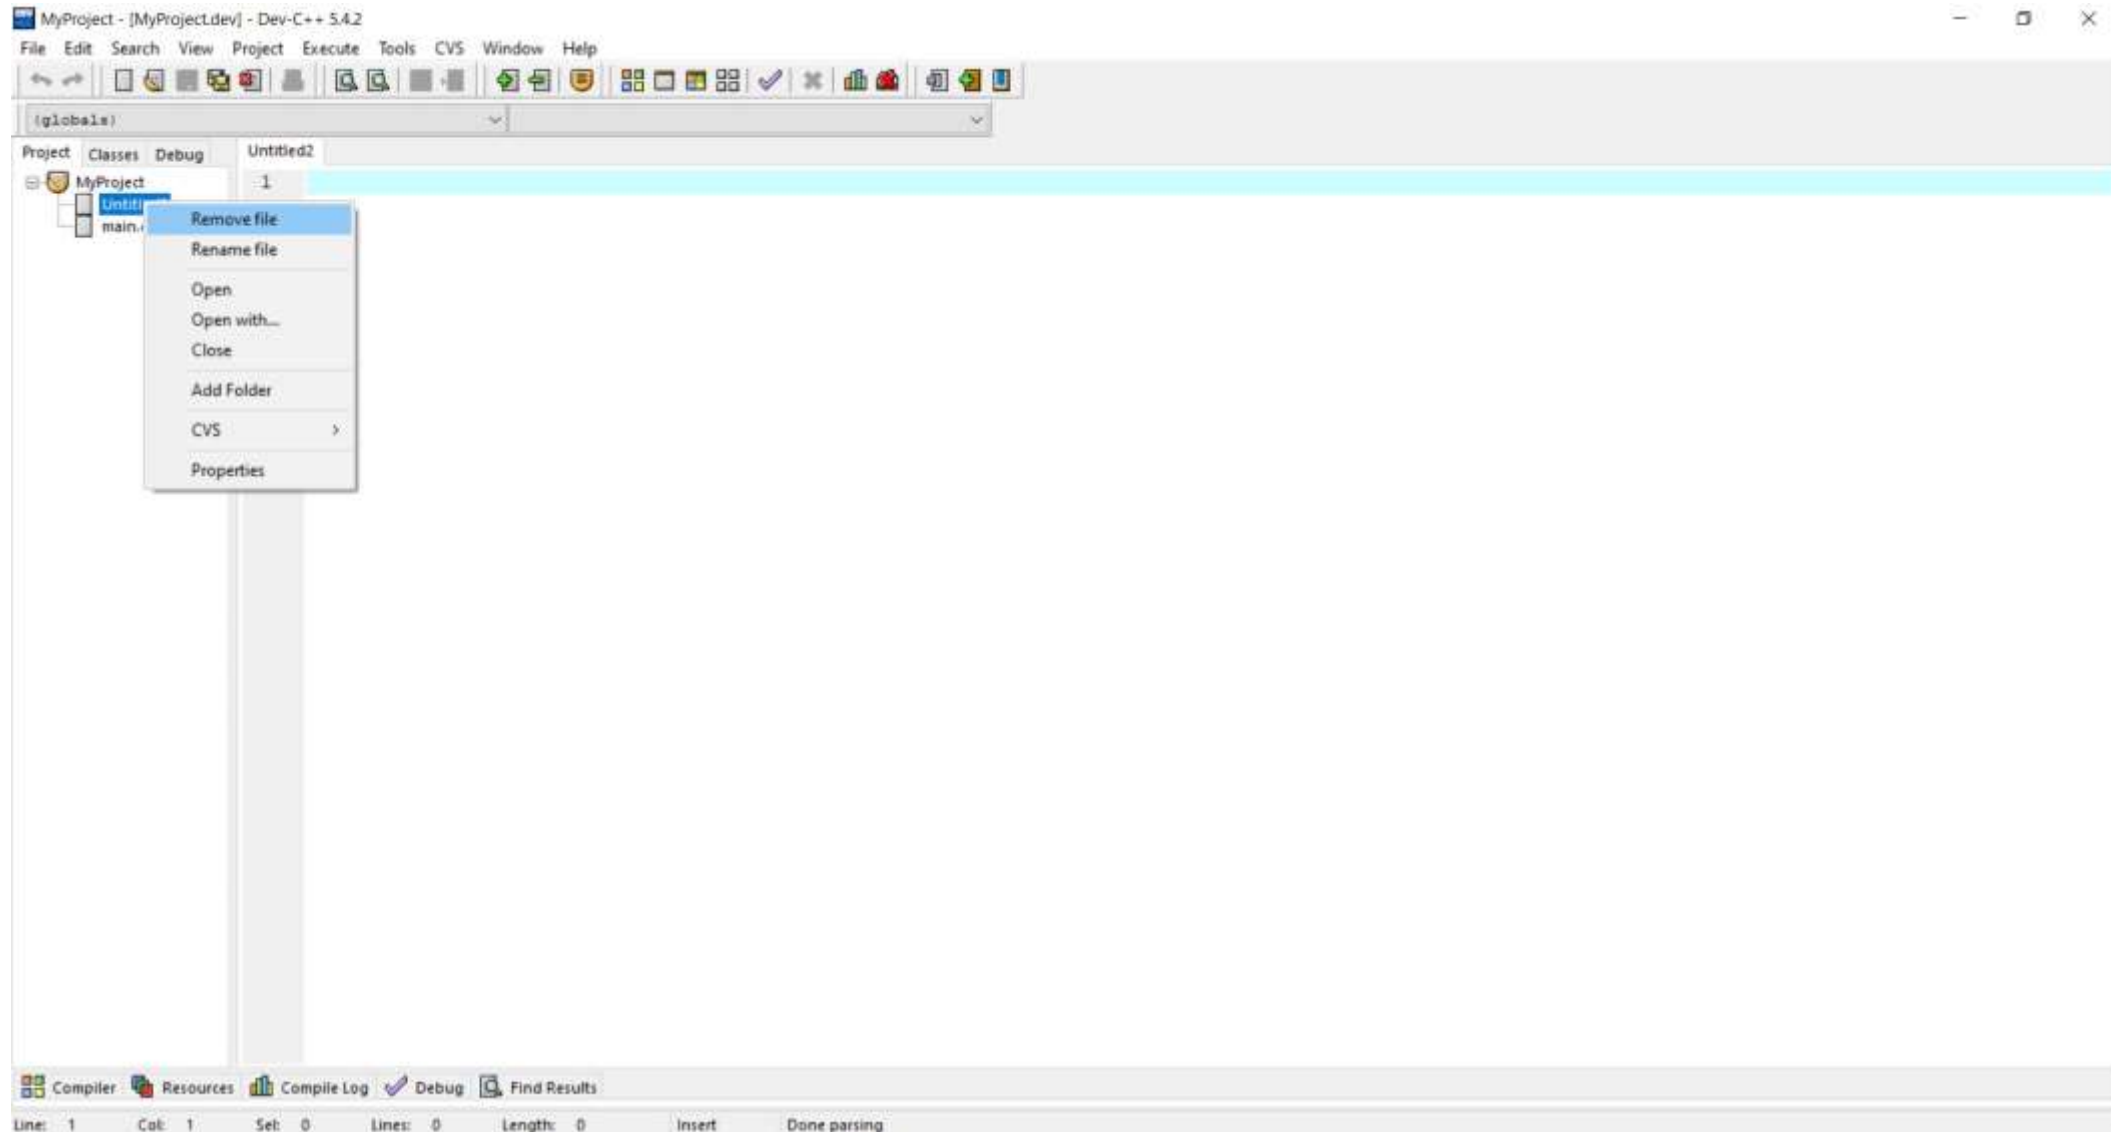 MyProject - [MyProject.dev] - Dev-C++ 5.4.2
File Edit Search View Project Execute Tools CVS Window Help
(globals)
Project Classes Debug Untitled2
MyProject 1
Remove file
main.
Rename file
Open
Open with...
Close
Add Folder
CVS
Properties
Compiler Resources Compile Log Debug Find Results
Line: 1 Col: 1 Sel: 0 Lines: 0 Length: 0 Insert Done parsing